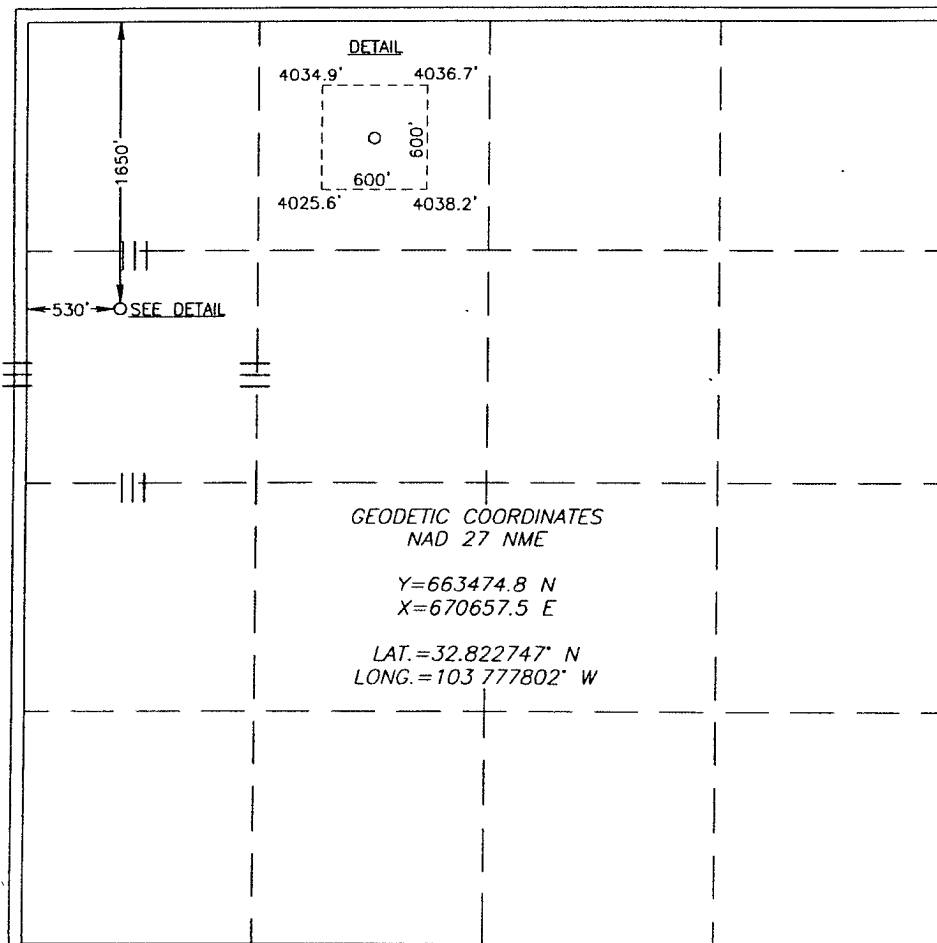 DETAIL
4034.9' 4036.7'
600'
600'
4025.6' 4038.2'
1650'
530' SEE DETAIL
GEODETIC COORDINATES
NAD 27 NME
Y=663474.8 N
X=670657.5 E
LAT.=32.822747° N
LONG.=103 777802° W